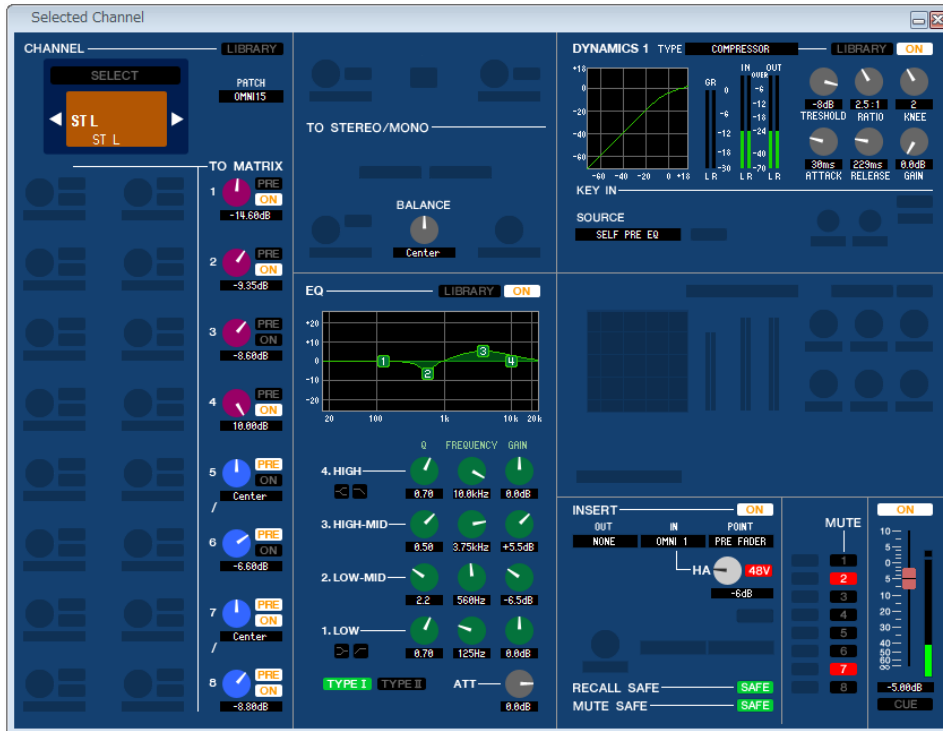 Selected Channel
CHANNEL
LIBRARY
SELECT
ST L
ST L
PATCH
OMNI15
TO MATRIX
1
PRE
ON
-14.60dB
2
PRE
ON
-9.35dB
3
PRE
ON
-8.60dB
4
PRE
ON
10.00dB
5
PRE
ON
Center
/
6
PRE
ON
-6.60dB
7
PRE
ON
Center
/
8
PRE
ON
-8.80dB
TO STEREO/MONO
BALANCE
Center
EQ
LIBRARY
ON
+20
+10
0
-10
-20
1
2
3
4
20 100 1k 10k 20k
Q FREQUENCY GAIN
4. HIGH
0.70 10.0kHz 0.0dB
3. HIGH-MID
0.50 3.75kHz +5.5dB
2. LOW-MID
2.2 560Hz -6.5dB
1. LOW
0.70 125Hz 0.0dB
TYPE I TYPE II ATT
0.0dB
DYNAMICS 1 TYPE COMPRESSOR LIBRARY ON
+18
0
-20
-40
-60
-60 -40 -20 0 +18
GR
0
-6
-12
-18
-30
L R
IN OUT
OVER
-6
-12
-18
-24
-40
-70
L R L R
-8dB 2.5:1 2
TRESHOLD RATIO KNEE
30ms 229ms 0.0dB
ATTACK RELEASE GAIN
KEY IN
SOURCE
SELF PRE EQ
INSERT ON
OUT IN POINT
NONE OMNI 1 PRE FADER
HA 48V
-6dB
RECALL SAFE SAFE
MUTE SAFE SAFE
MUTE
1
2
3
4
5
6
7
8
ON
10
5
0
5
10
20
30
40
50
60
∞
-5.00dB
CUE